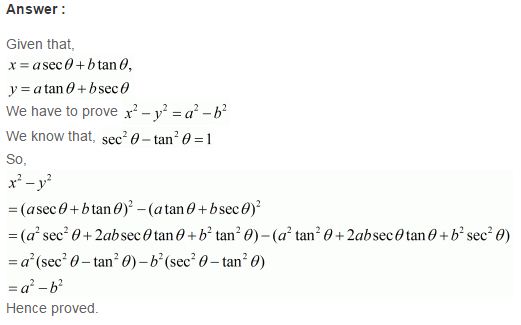 Answer :
Given that,
x = a sec θ + b tan θ,
y = a tan θ + b sec θ
We have to prove x² − y² = a² − b²
We know that, sec² θ − tan² θ = 1
So,
x² − y²
= (a sec θ + b tan θ)² − (a tan θ + b sec θ)²
= (a² sec² θ + 2ab sec θ tan θ + b² tan² θ) − (a² tan² θ + 2ab sec θ tan θ + b² sec² θ)
= a² (sec² θ − tan² θ) − b² (sec² θ − tan² θ)
= a² − b²
Hence proved.